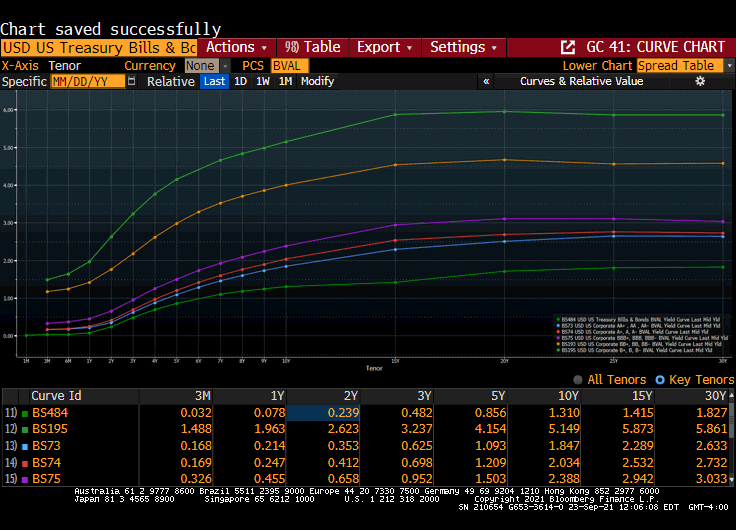 Chart saved successfully
USD US Treasury Bills & Bc Actions 98) Table Export Settings GC 41: CURVE CHART
X-Axis Tenor Currency None PCS BVAL Lower Chart Spread Table
Specific MM/DD/YY Relative Last 1D 1W 1M Modify « Curves & Relative Value
6.00
5.00
4.00
3.00
2.00
1.00
0.00
1M 3M 6M 1Y 2Y 3Y 4Y 5Y 6Y 7Y 8Y 9Y 10Y 15Y 20Y 25Y 30Y
Tenor
BS484 USD US Treasury Bills & Bonds BVAL Yield Curve Last Mid Yld
BS73 USD US Corporate AA+, AA, AA- BVAL Yield Curve Last Mid Yld
BS74 USD US Corporate A+, A, A- BVAL Yield Curve Last Mid Yld
BS75 USD US Corporate BBB+, BBB, BBB- BVAL Yield Curve Last Mid Yld
BS193 USD US Corporate BB+, BB, BB- BVAL Yield Curve Last Mid Yld
BS195 USD US Corporate B+, B, B- BVAL Yield Curve Last Mid Yld
All Tenors Key Tenors
Curve Id 3M 1Y 2Y 3Y 5Y 10Y 15Y 30Y
11) BS484 0.032 0.078 0.239 0.482 0.856 1.310 1.415 1.827
12) BS195 1.488 1.963 2.623 3.237 4.154 5.149 5.873 5.861
13) BS73 0.168 0.214 0.353 0.625 1.093 1.847 2.289 2.633
14) BS74 0.169 0.247 0.412 0.698 1.209 2.034 2.532 2.732
15) BS75 0.326 0.455 0.658 0.952 1.503 2.388 2.942 3.033
Australia 61 2 9777 8600 Brazil 5511 2395 9000 Europe 44 20 7330 7500 Germany 49 69 9204 1210 Hong Kong 852 2977 6000
Japan 81 3 4565 8900 Singapore 65 6212 1000 U.S. 1 212 318 2000 Copyright 2021 Bloomberg Finance L.P.
SN 210654 G653-3614-0 23-Sep-21 12:06:08 EDT GMT-4:00